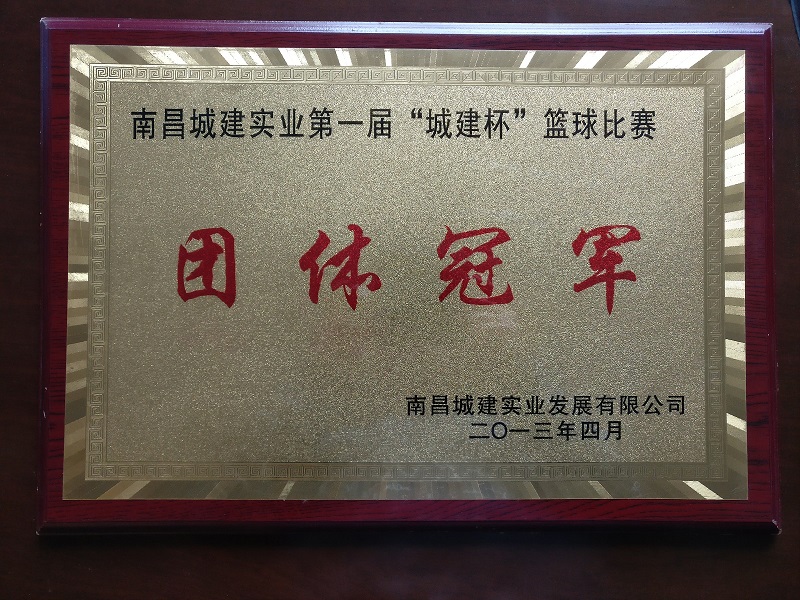 南昌城建实业第一届“城建杯”篮球比赛
团体冠军
南昌城建实业发展有限公司
二〇一三年四月